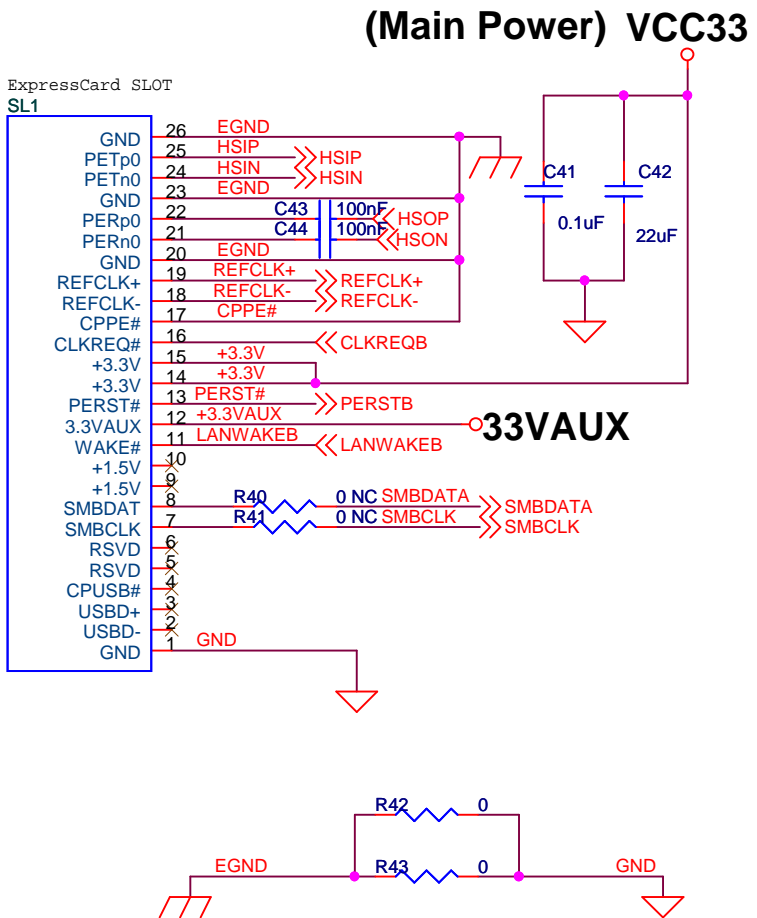 (Main Power) VCC33
ExpressCard SLOT
SL1
GND 26 EGND
PETp0 25 HSIP HSIP
PETn0 24 HSIN HSIN
GND 23 EGND
PERp0 22 C43 100nF HSOP
PERn0 21 C44 100nF HSON
GND 20 EGND
REFCLK+ 19 REFCLK+ REFCLK+
REFCLK- 18 REFCLK- REFCLK-
CPPE# 17 CPPE#
CLKREQ# 16 CLKREQB
+3.3V 15 +3.3V
+3.3V 14 +3.3V
PERST# 13 PERST# PERSTB
3.3VAUX 12 +3.3VAUX 33VAUX
WAKE# 11 LANWAKEB LANWAKEB
+1.5V 10
+1.5V 9
SMBDAT 8 R40 0 NC SMBDATA SMBDATA
SMBCLK 7 R41 0 NC SMBCLK SMBCLK
RSVD 6
RSVD 5
CPUSB# 4
USBD+ 3
USBD- 2
GND 1 GND
C41 C42
0.1uF 22uF
R42 0
EGND R43 0 GND